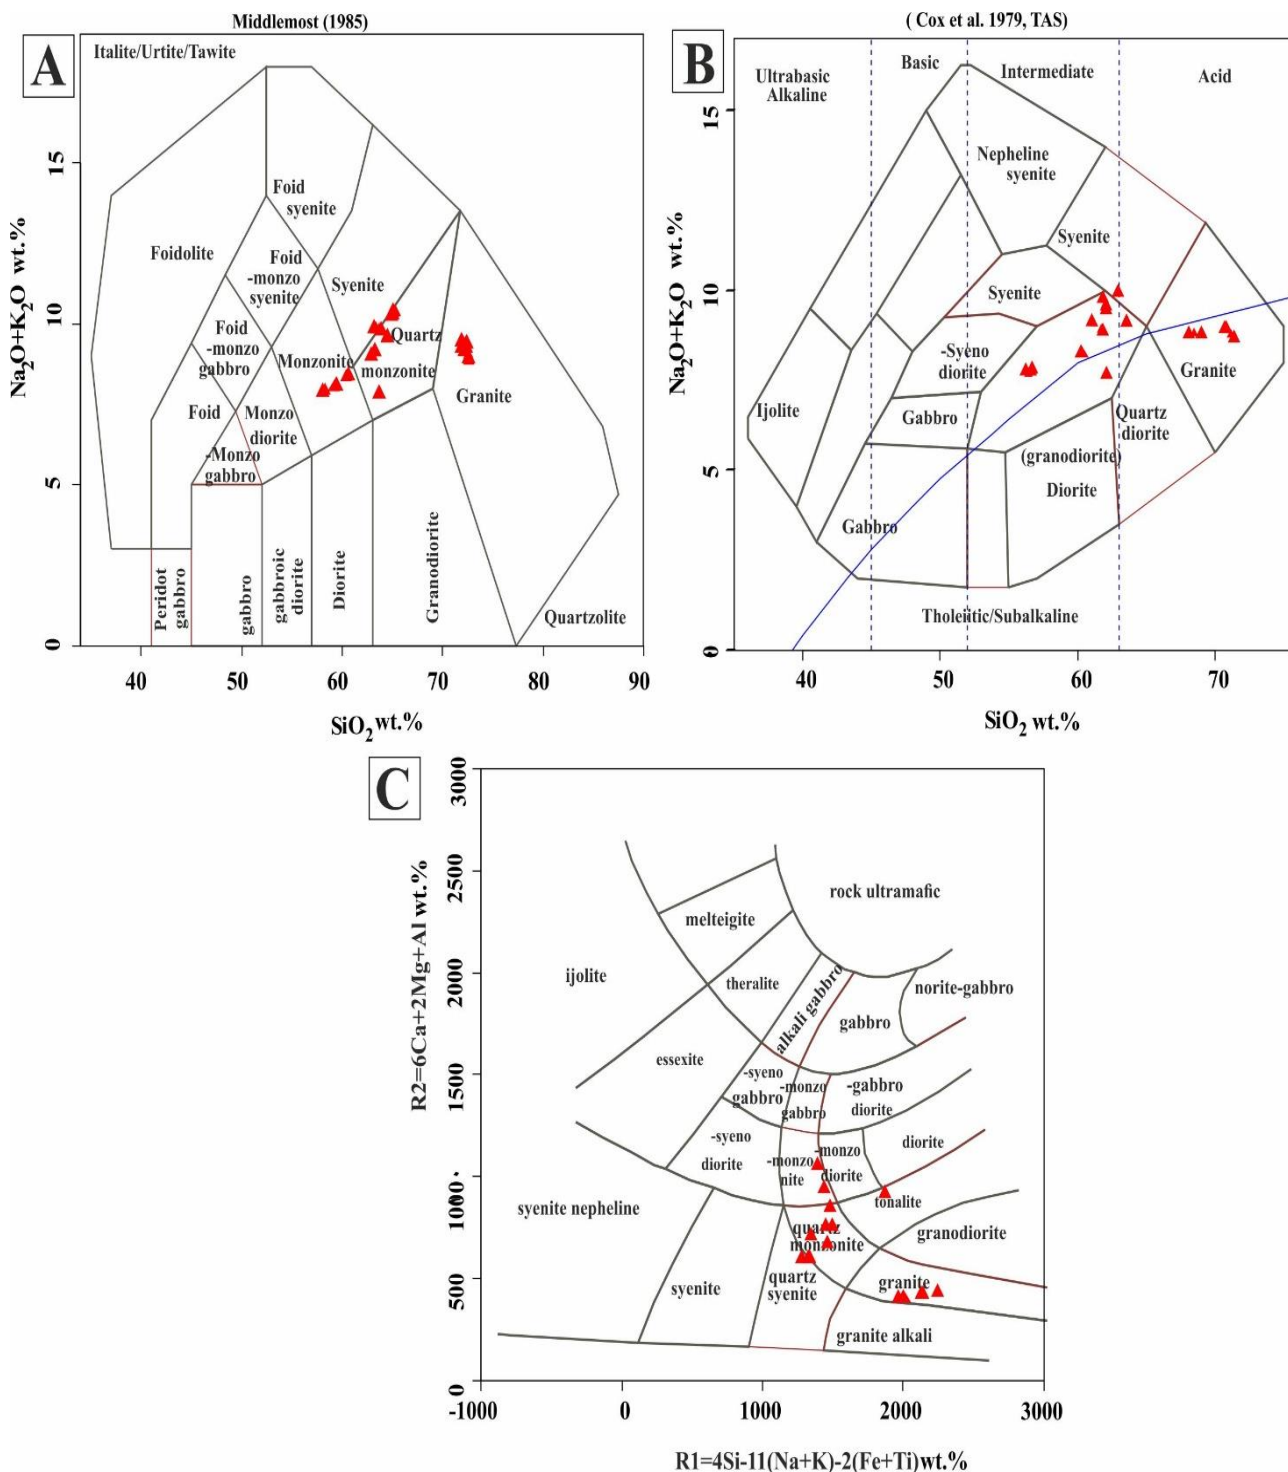 Middlemost (1985)
A
Italite/Urtite/Tawite
Foid
syenite
Foidolite
Foid
-monzo
syenite
Syenite
Foid
-monzo
gabbro
Monzonite
Quartz
monzonite
Granite
Foid
Monzo
diorite
-Monzo
gabbro
Peridot
gabbro
gabbro
gabbroic
diorite
Diorite
Granodiorite
Quartzolite
Na2O+K2O wt.%
0
5
10
15
40
50
60
70
80
90
SiO2 wt.%
( Cox et al. 1979, TAS)
B
Ultrabasic
Alkaline
Basic
Intermediate
Acid
Nepheline
syenite
Syenite
Syenite
-Syeno
diorite
Ijolite
Gabbro
Granite
Quartz
diorite
(granodiorite)
Diorite
Gabbro
Tholeiitic/Subalkaline
Na2O+K2O wt.%
0
5
10
15
40
50
60
70
SiO2 wt.%
C
rock ultramafic
melteigite
ijolite
theralite
alkali gabbro
norite-gabbro
gabbro
essexite
-syeno
gabbro
-monzo
gabbro
-gabbro
diorite
-syeno
diorite
-monzo
nite
-monzo
diorite
diorite
tonalite
syenite nepheline
granodiorite
quartz
monzonite
syenite
quartz
syenite
granite
granite alkali
R2=6Ca+2Mg+Al wt.%
0
500
1000
1500
2000
2500
3000
-1000
0
1000
2000
3000
R1=4Si-11(Na+K)-2(Fe+Ti)wt.%